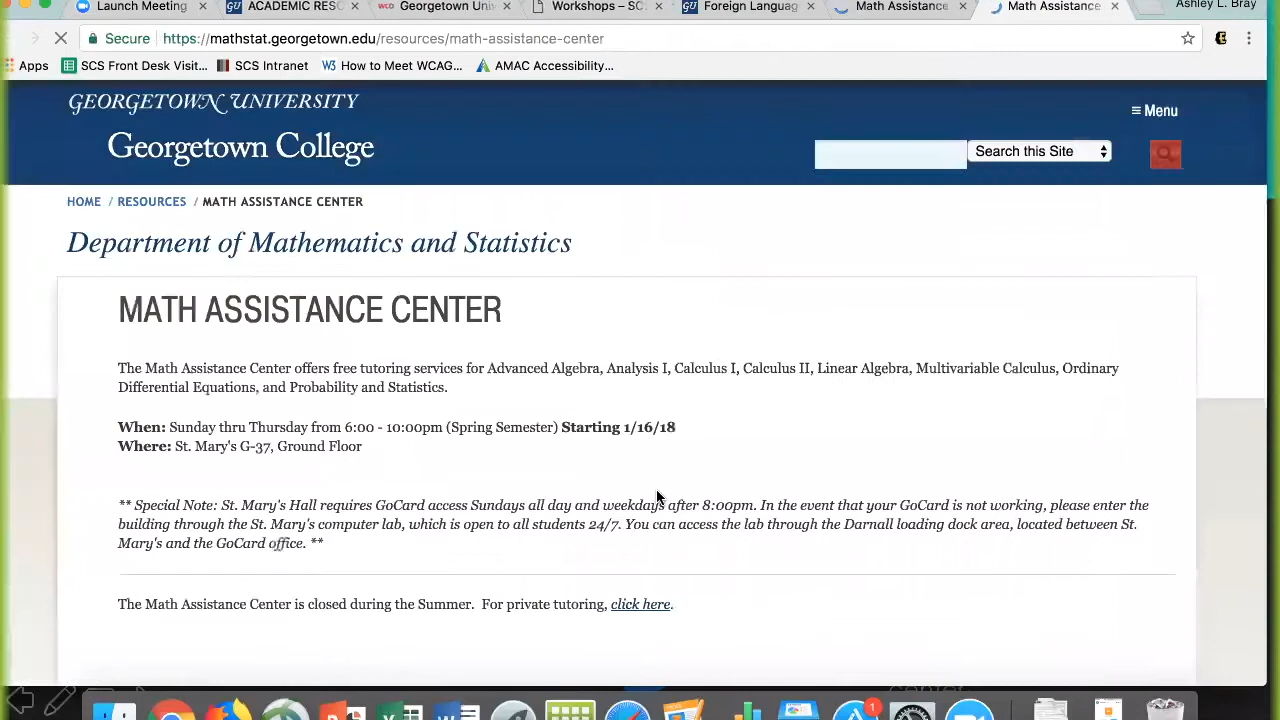 Launch Meeting × ACADEMIC RESO × Georgetown Univ × Workshops – SCS × Foreign Languag × Math Assistance × Math Assistance × Ashley L. Bray
Secure https://mathstat.georgetown.edu/resources/math-assistance-center
Apps SCS Front Desk Visit... SCS Intranet W3 How to Meet WCAG... AMAC Accessibility...
GEORGETOWN UNIVERSITY
≡ Menu
Georgetown College
Search this Site
HOME / RESOURCES / MATH ASSISTANCE CENTER
Department of Mathematics and Statistics
MATH ASSISTANCE CENTER
The Math Assistance Center offers free tutoring services for Advanced Algebra, Analysis I, Calculus I, Calculus II, Linear Algebra, Multivariable Calculus, Ordinary
Differential Equations, and Probability and Statistics.
When: Sunday thru Thursday from 6:00 - 10:00pm (Spring Semester) Starting 1/16/18
Where: St. Mary's G-37, Ground Floor
** Special Note: St. Mary's Hall requires GoCard access Sundays all day and weekdays after 8:00pm. In the event that your GoCard is not working, please enter the
building through the St. Mary's computer lab, which is open to all students 24/7. You can access the lab through the Darnall loading dock area, located between St.
Mary's and the GoCard office. **
The Math Assistance Center is closed during the Summer. For private tutoring, click here.
1